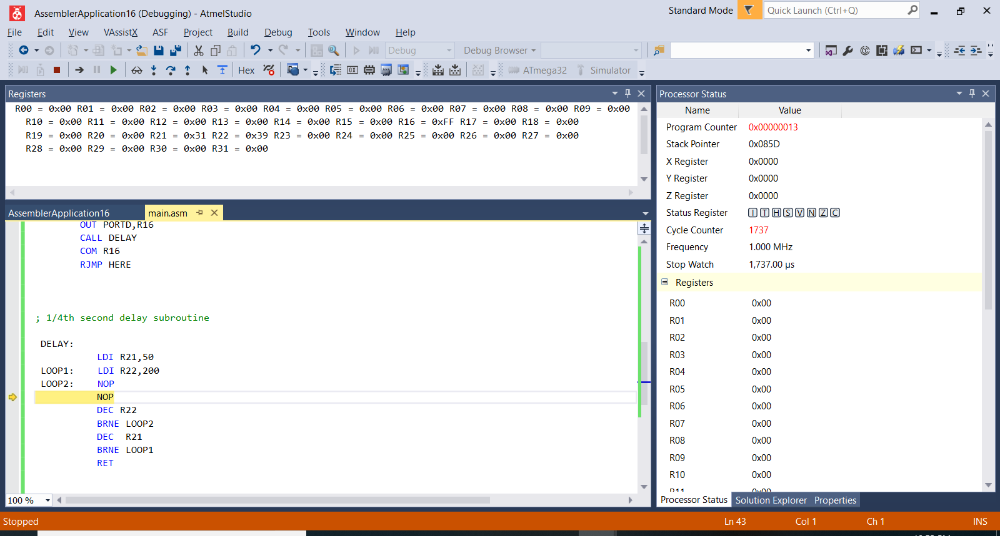 AssemblerApplication16 (Debugging) - AtmelStudio
Standard Mode
Quick Launch (Ctrl+Q)
File Edit View VAssistX ASF Project Build Debug Tools Window Help
Debug Debug Browser
Hex ATmega32 Simulator
Registers
R00 = 0x00 R01 = 0x00 R02 = 0x00 R03 = 0x00 R04 = 0x00 R05 = 0x00 R06 = 0x00 R07 = 0x00 R08 = 0x00 R09 = 0x00
R10 = 0x00 R11 = 0x00 R12 = 0x00 R13 = 0x00 R14 = 0x00 R15 = 0x00 R16 = 0xFF R17 = 0x00 R18 = 0x00
R19 = 0x00 R20 = 0x00 R21 = 0x31 R22 = 0x39 R23 = 0x00 R24 = 0x00 R25 = 0x00 R26 = 0x00 R27 = 0x00
R28 = 0x00 R29 = 0x00 R30 = 0x00 R31 = 0x00
AssemblerApplication16 main.asm
OUT PORTD,R16
CALL DELAY
COM R16
RJMP HERE
; 1/4th second delay subroutine
DELAY:
LDI R21,50
LOOP1: LDI R22,200
LOOP2: NOP
NOP
DEC R22
BRNE LOOP2
DEC R21
BRNE LOOP1
RET
100 %
Processor Status
Name Value
Program Counter 0x00000013
Stack Pointer 0x085D
X Register 0x0000
Y Register 0x0000
Z Register 0x0000
Status Register I T H S V N Z C
Cycle Counter 1737
Frequency 1.000 MHz
Stop Watch 1,737.00 µs
Registers
R00 0x00
R01 0x00
R02 0x00
R03 0x00
R04 0x00
R05 0x00
R06 0x00
R07 0x00
R08 0x00
R09 0x00
R10 0x00
R11 0x00
Processor Status Solution Explorer Properties
Stopped Ln 43 Col 1 Ch 1 INS